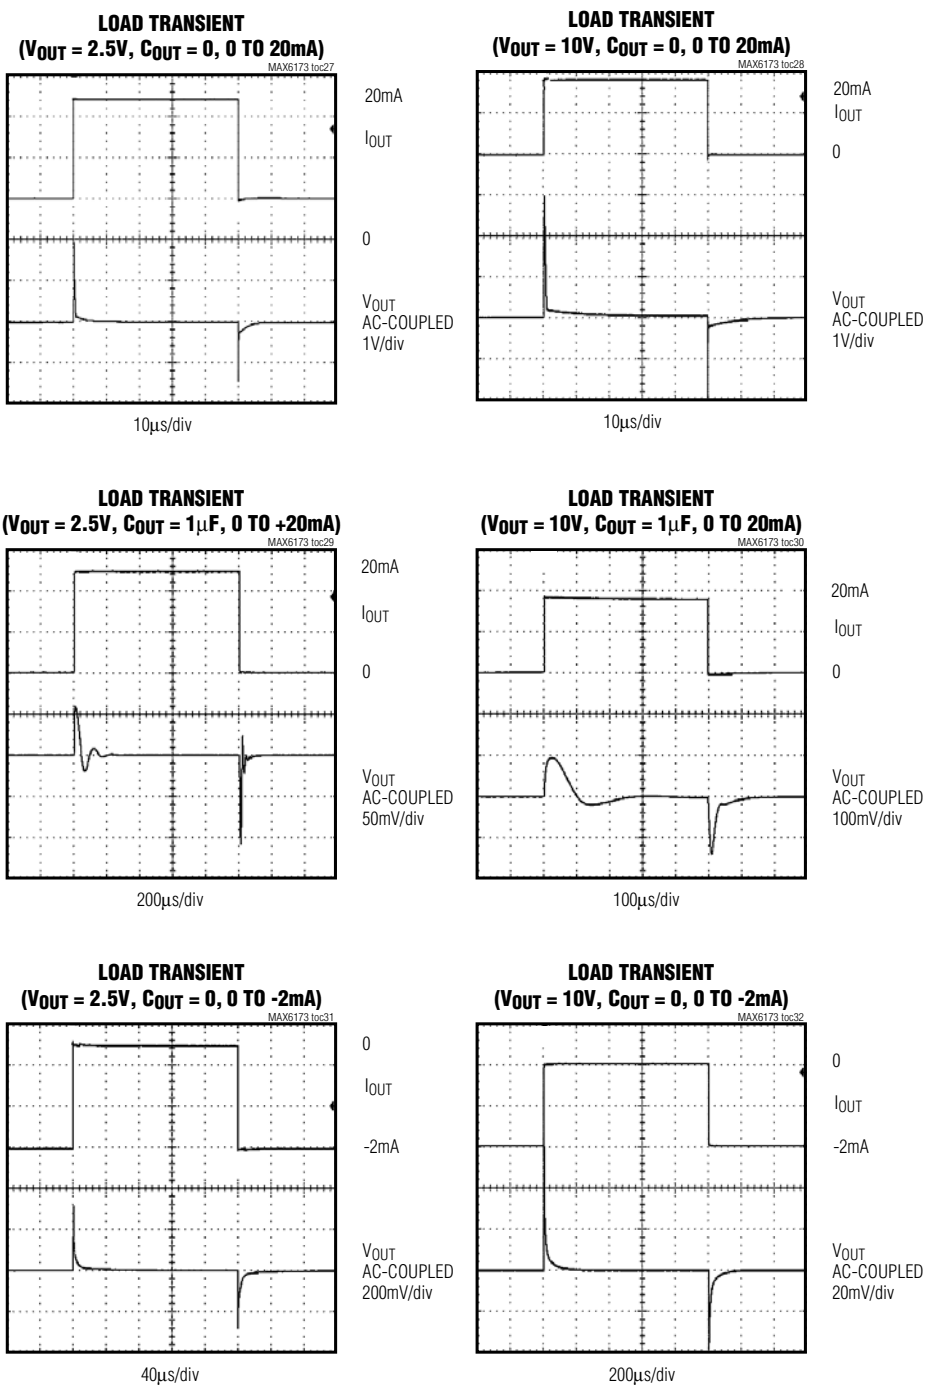 LOAD TRANSIENT
(VOUT = 2.5V, COUT = 0, 0 TO 20mA)
MAX6173 toc27
20mA
IOUT
0
VOUT
AC-COUPLED
1V/div
10μs/div
LOAD TRANSIENT
(VOUT = 10V, COUT = 0, 0 TO 20mA)
MAX6173 toc28
20mA
IOUT
0
VOUT
AC-COUPLED
1V/div
10μs/div
LOAD TRANSIENT
(VOUT = 2.5V, COUT = 1μF, 0 TO +20mA)
MAX6173 toc29
20mA
IOUT
0
VOUT
AC-COUPLED
50mV/div
200μs/div
LOAD TRANSIENT
(VOUT = 10V, COUT = 1μF, 0 TO 20mA)
MAX6173 toc30
20mA
IOUT
0
VOUT
AC-COUPLED
100mV/div
100μs/div
LOAD TRANSIENT
(VOUT = 2.5V, COUT = 0, 0 TO -2mA)
MAX6173 toc31
0
IOUT
-2mA
VOUT
AC-COUPLED
200mV/div
40μs/div
LOAD TRANSIENT
(VOUT = 10V, COUT = 0, 0 TO -2mA)
MAX6173 toc32
0
IOUT
-2mA
VOUT
AC-COUPLED
20mV/div
200μs/div